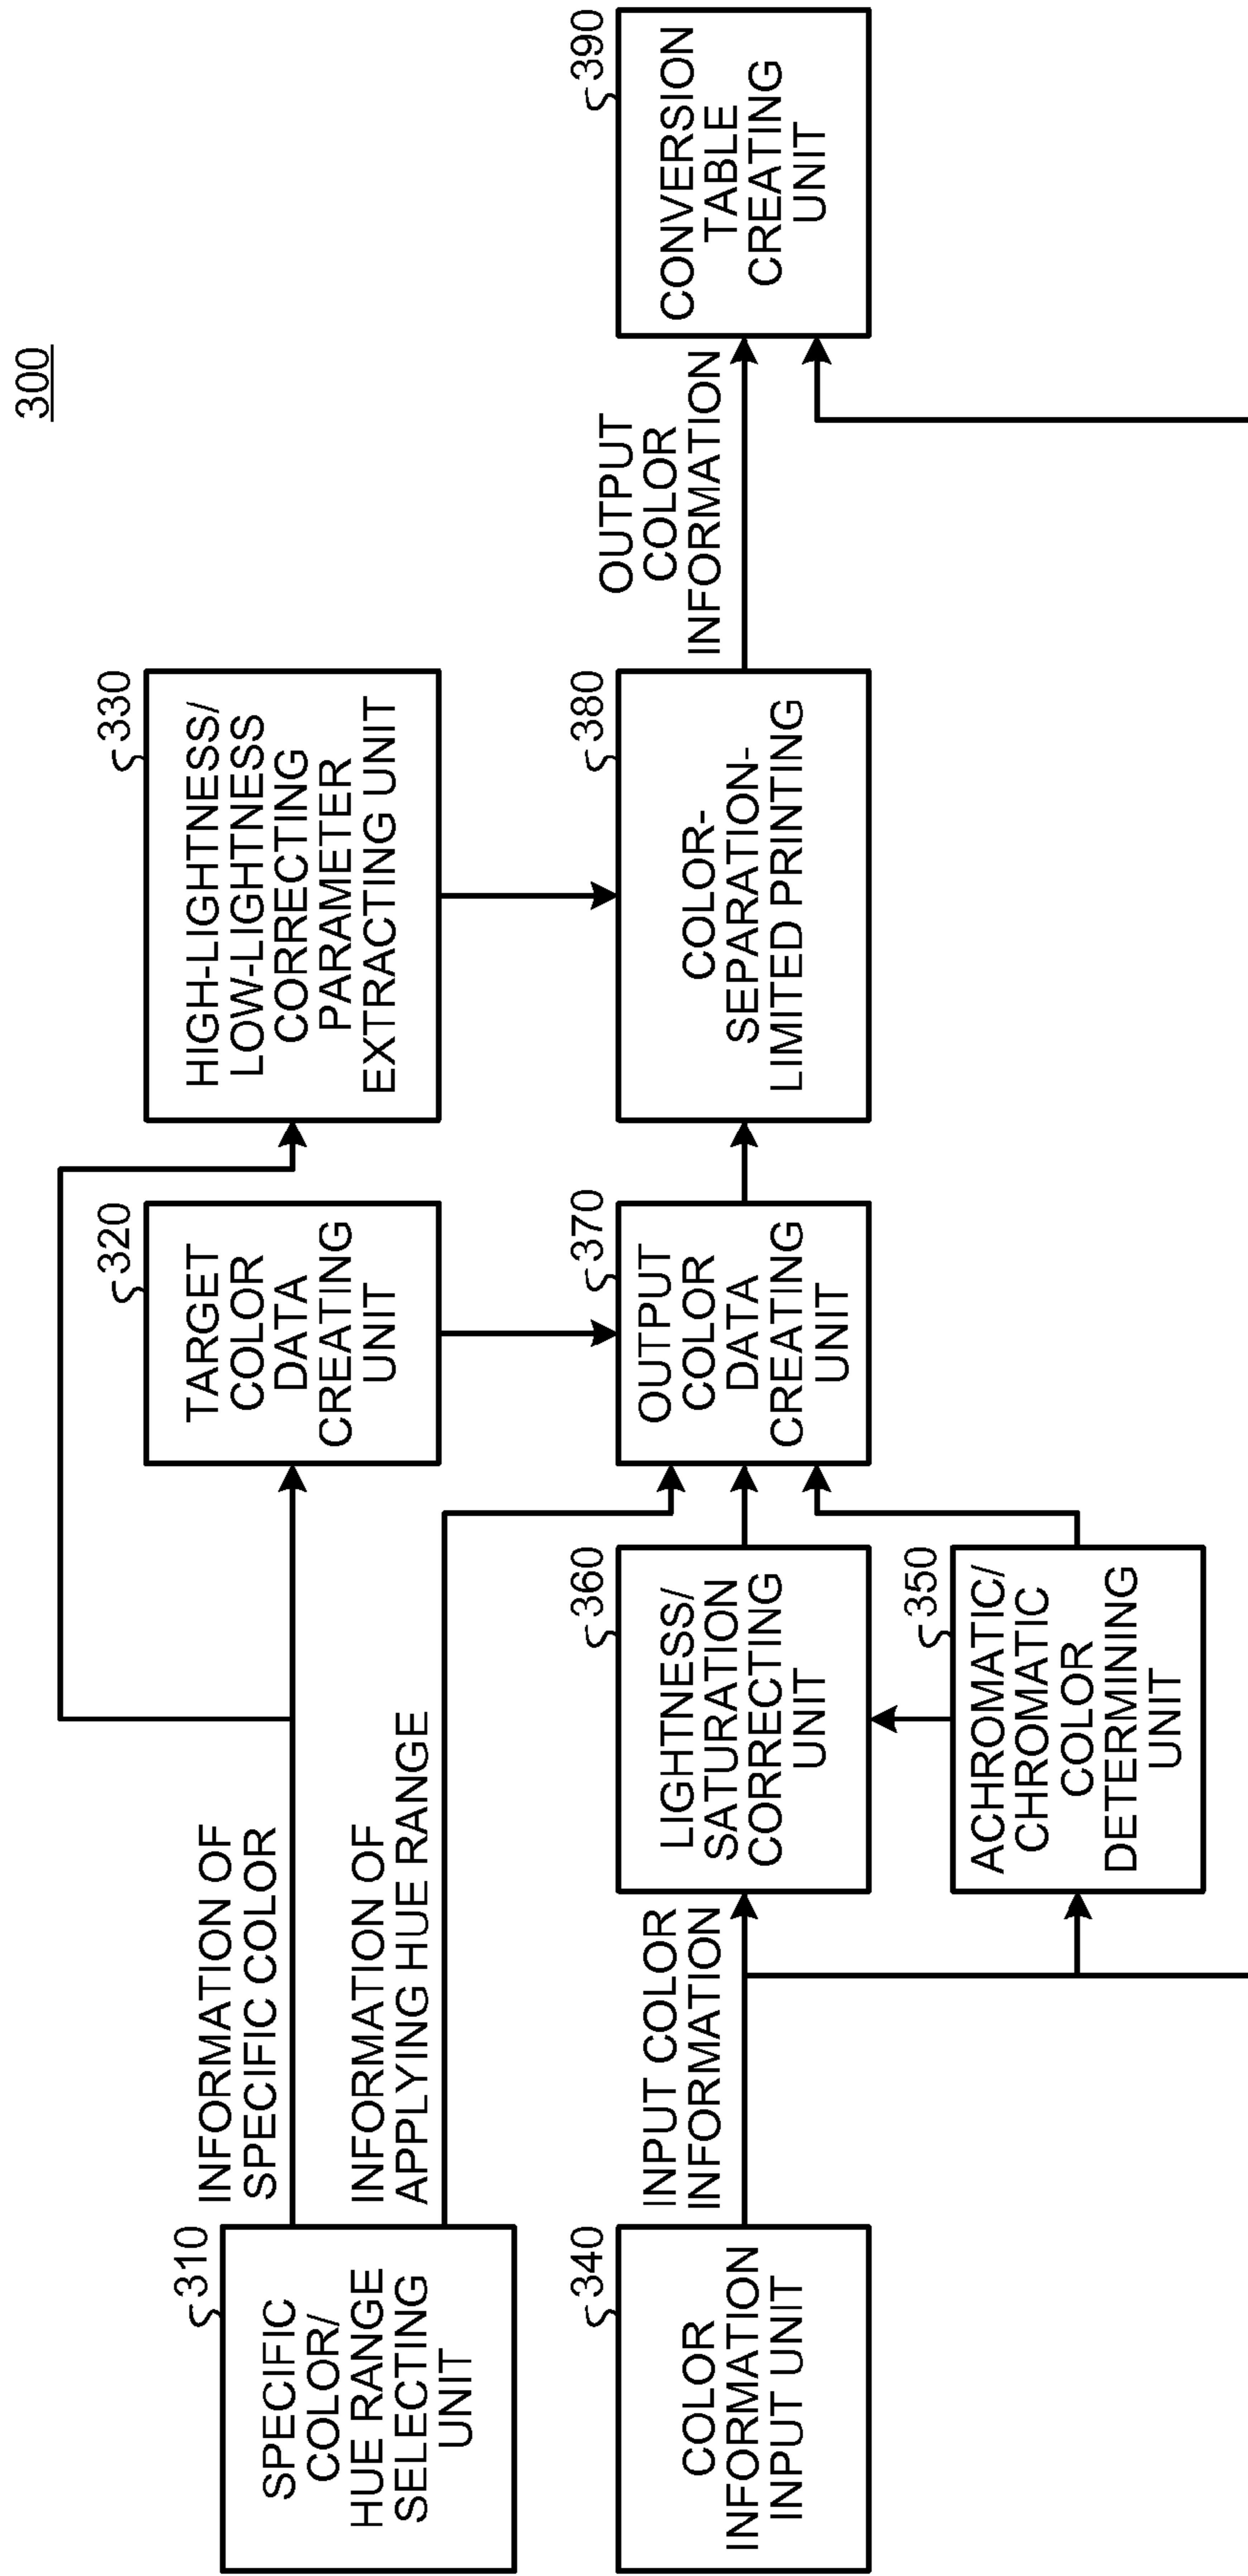 300
310
SPECIFIC
COLOR/
HUE RANGE
SELECTING
UNIT
INFORMATION OF
SPECIFIC COLOR
INFORMATION OF
APPLYING HUE RANGE
320
TARGET
COLOR
DATA
CREATING
UNIT
330
HIGH-LIGHTNESS/
LOW-LIGHTNESS
CORRECTING
PARAMETER
EXTRACTING UNIT
340
COLOR
INFORMATION
INPUT UNIT
INPUT COLOR
INFORMATION
360
LIGHTNESS/
SATURATION
CORRECTING
UNIT
350
ACHROMATIC/
CHROMATIC
COLOR
DETERMINING
UNIT
370
OUTPUT
COLOR
DATA
CREATING
UNIT
380
COLOR-
SEPARATION-
LIMITED PRINTING
OUTPUT
COLOR
INFORMATION
390
CONVERSION
TABLE
CREATING
UNIT